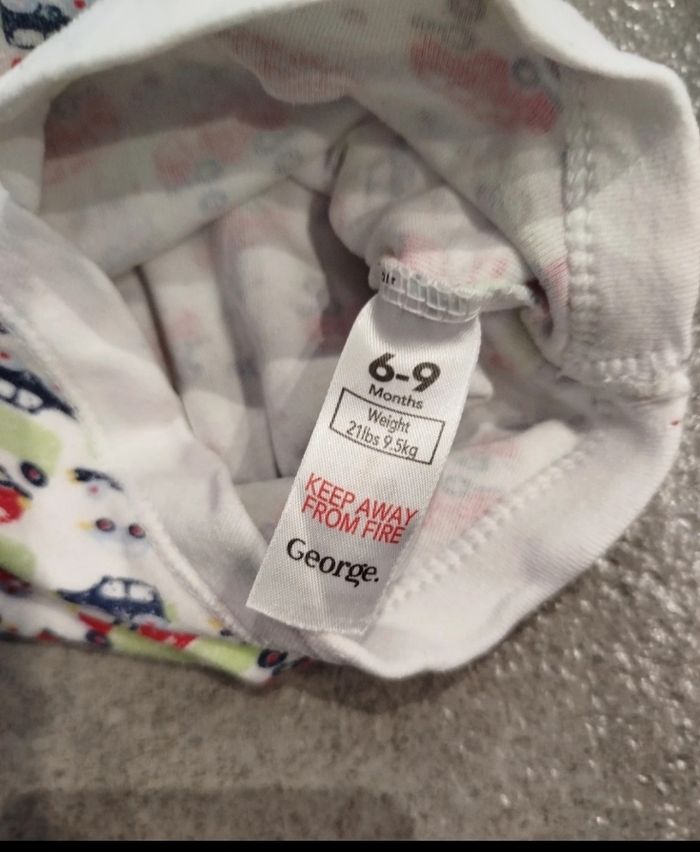 6-9
Months
Weight
21lbs 9.5kg
KEEP AWAY
FROM FIRE
George.